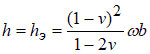 h = hэ = (1 − ν)² / (1 − 2ν) ωb